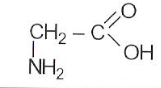 O
CH₂ – C
OH
NH₂